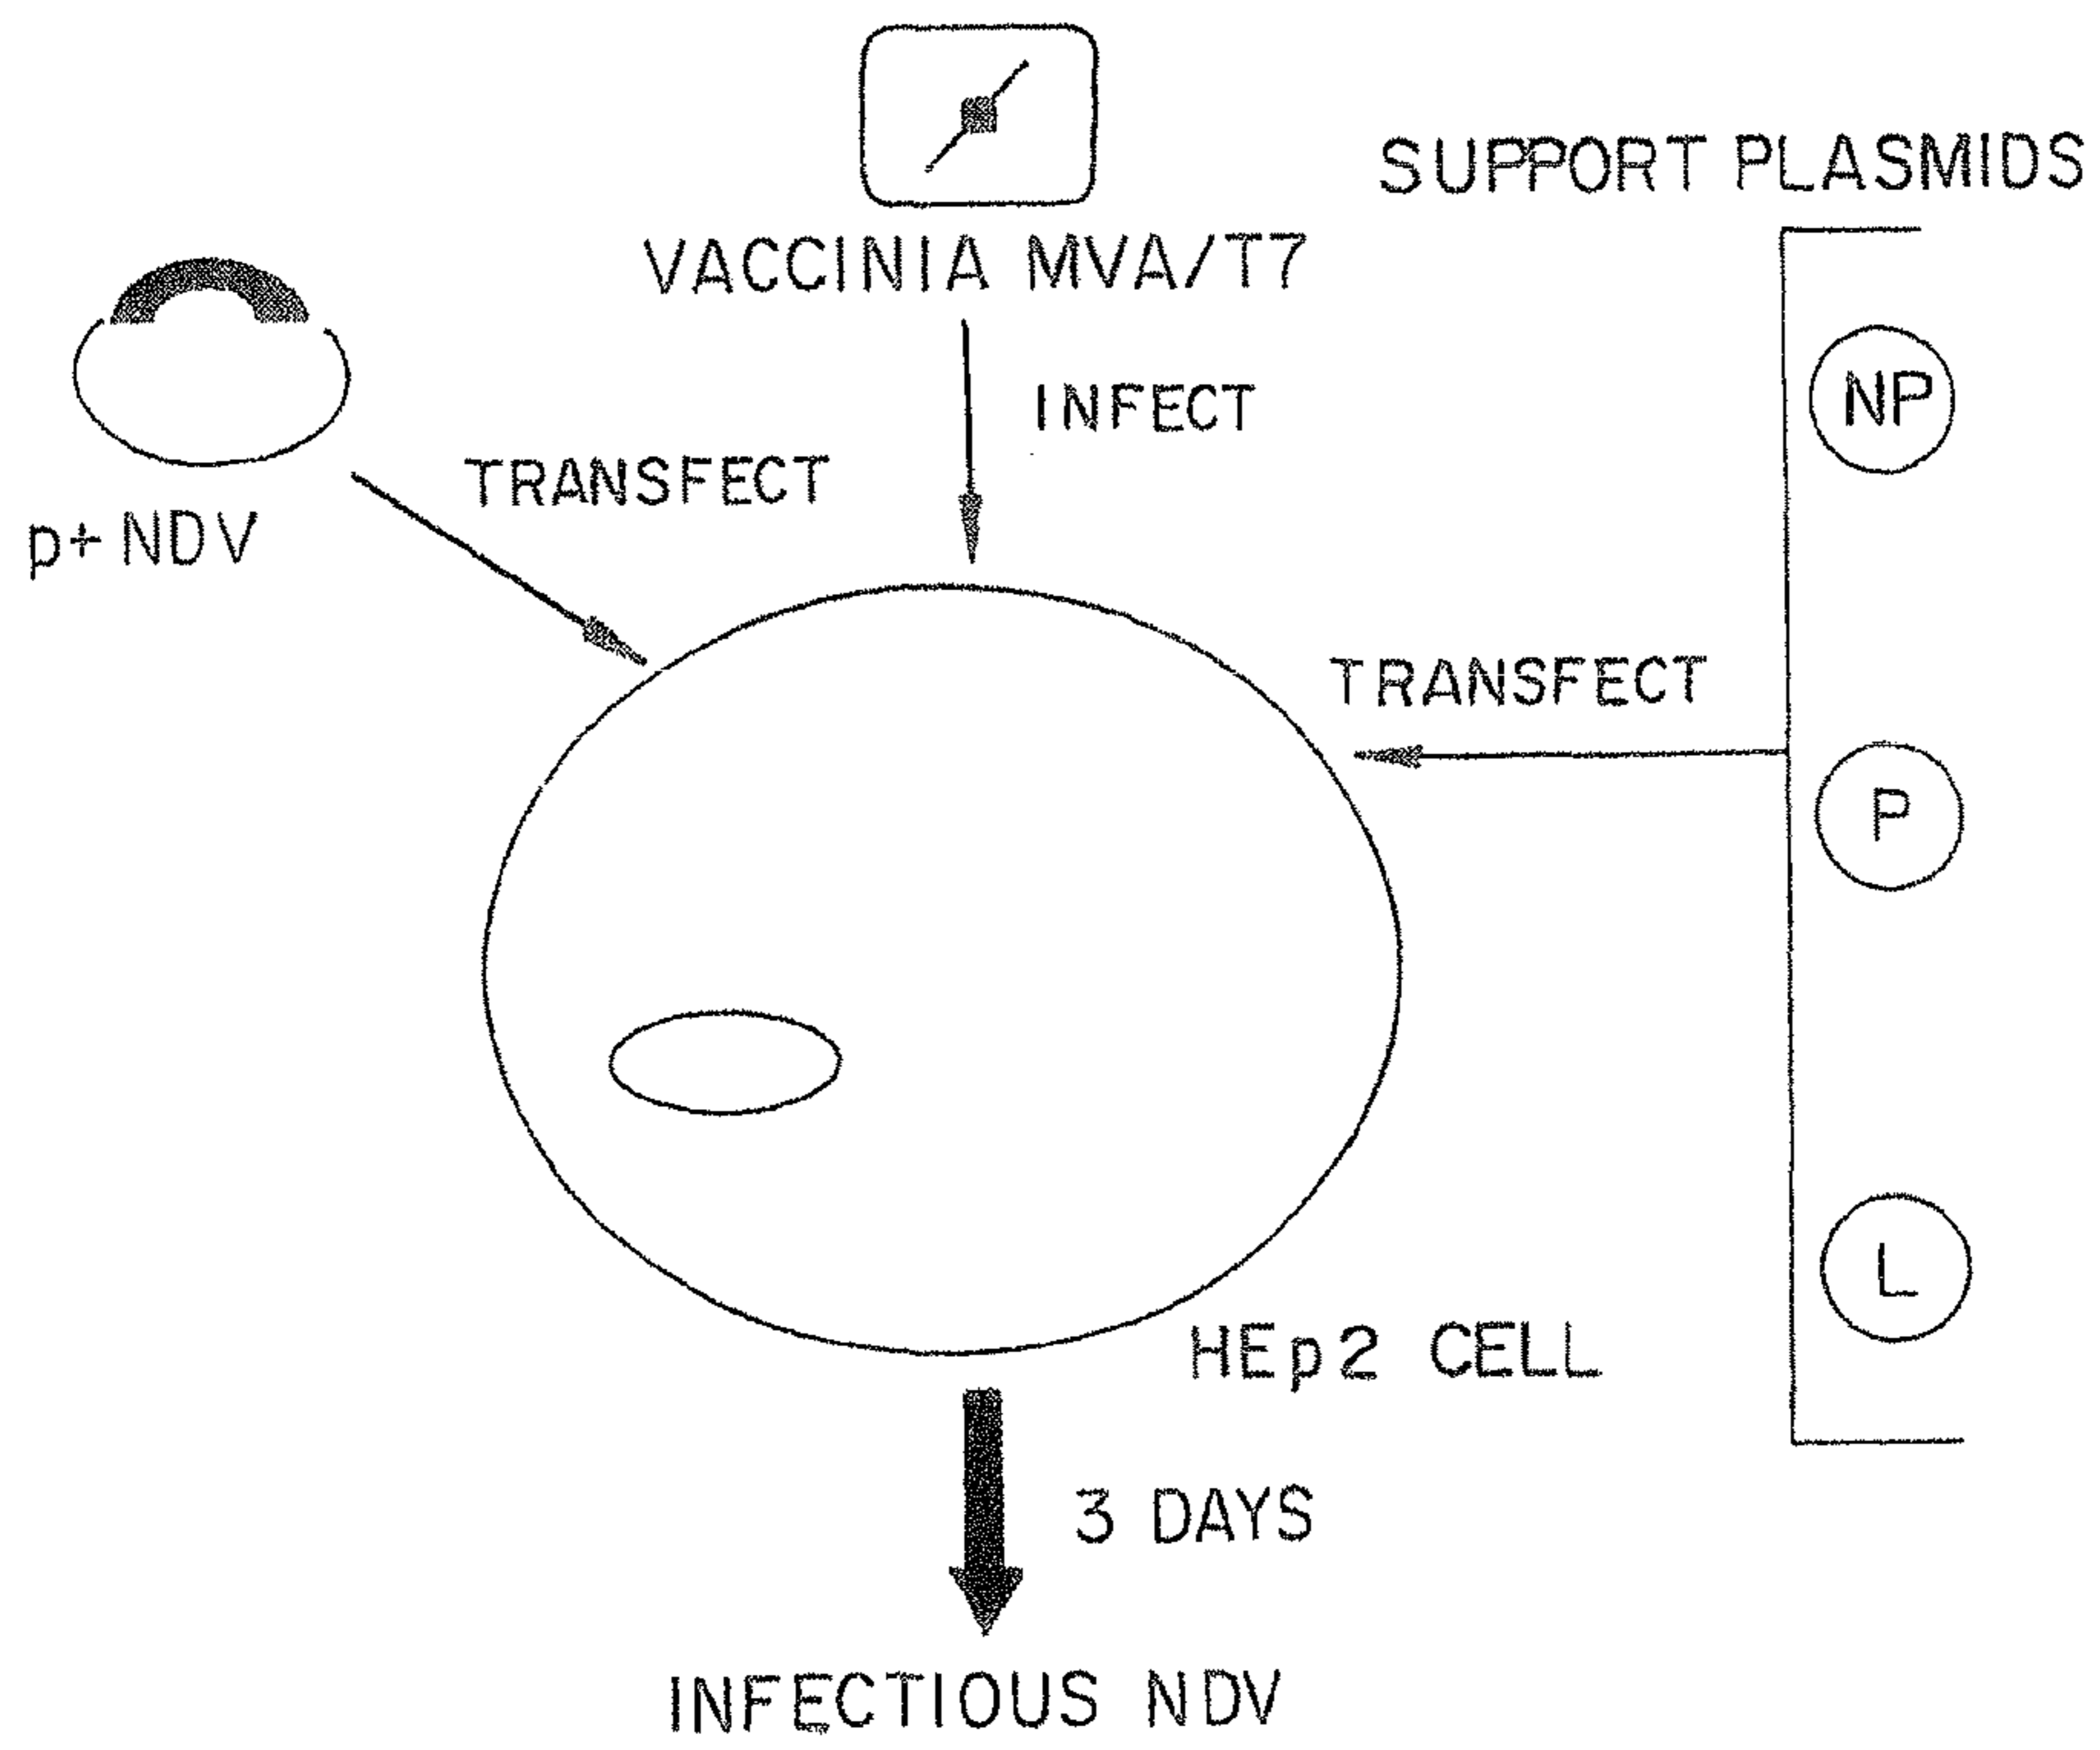 SUPPORT PLASMIDS
VACCINIA MVA/T7
INFECT
NP
TRANSFECT
p+NDV
TRANSFECT
P
L
HEp2 CELL
3 DAYS
INFECTIOUS NDV